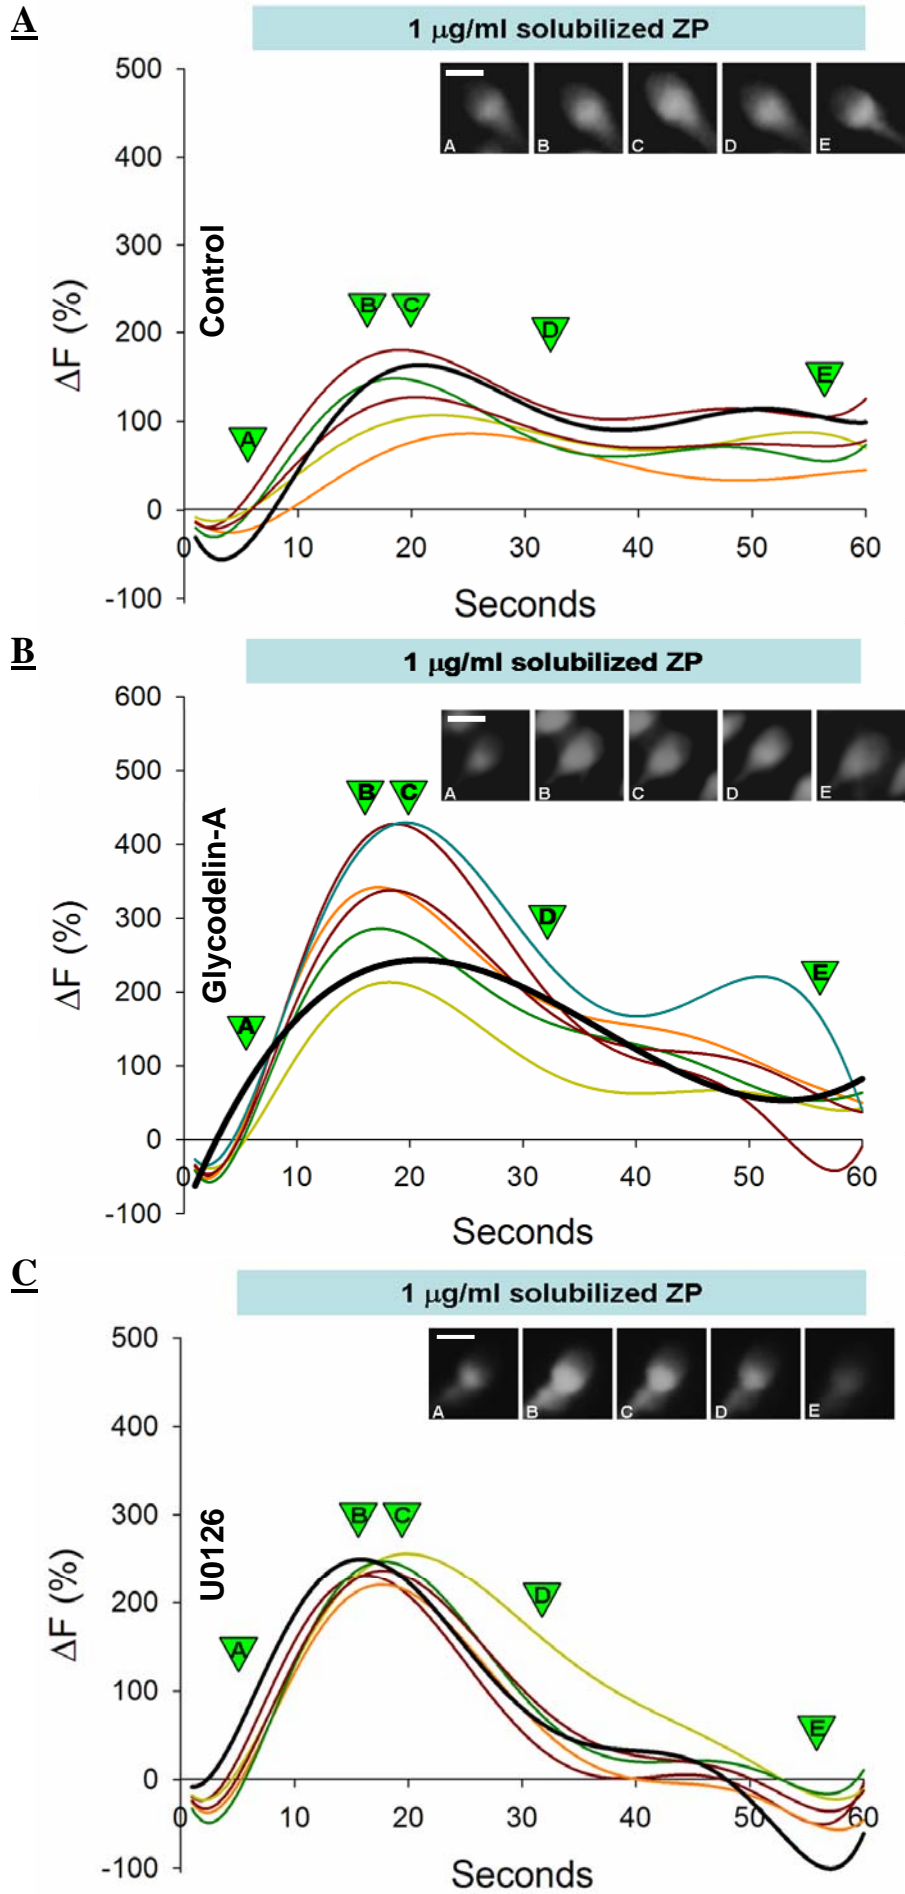 A
1 µg/ml solubilized ZP
500
400
300
200
100
0
-100
ΔF (%)
Control
A B C D E
A B C D E
0 10 20 30 40 50 60
Seconds
B
1 µg/ml solubilized ZP
600
500
400
300
200
100
0
-100
ΔF (%)
Glycodelin-A
A B C D E
A B C D E
0 10 20 30 40 50 60
Seconds
C
1 µg/ml solubilized ZP
500
400
300
200
100
0
-100
ΔF (%)
U0126
A B C D E
A B C D E
0 10 20 30 40 50 60
Seconds